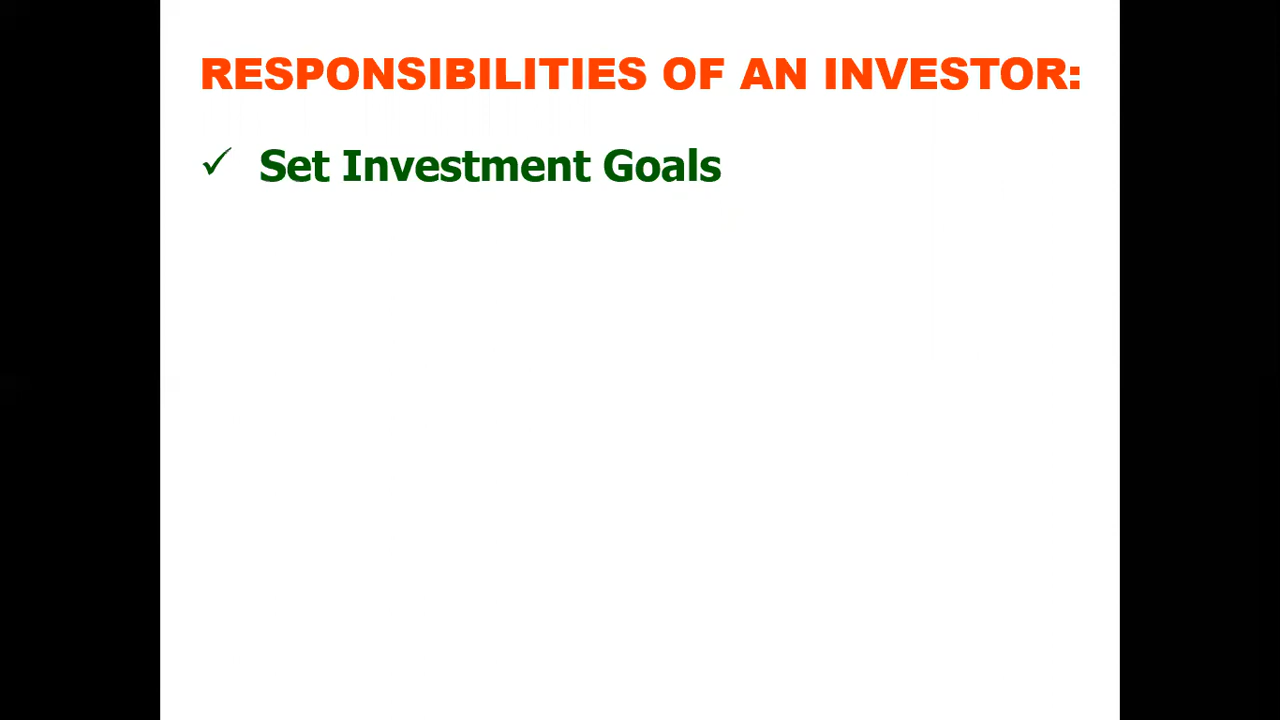 RESPONSIBILITIES OF AN INVESTOR:
✓ Set Investment Goals